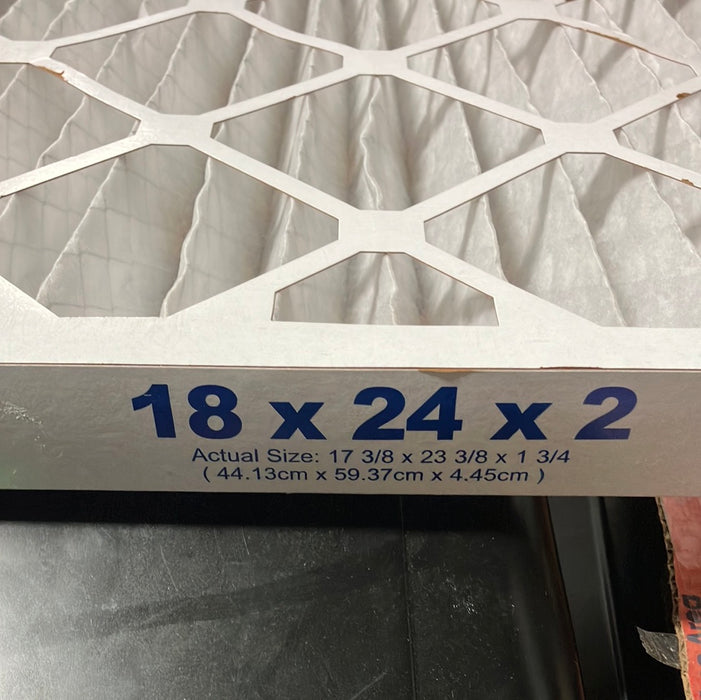 18 x 24 x 2
Actual Size: 17 3/8 x 23 3/8 x 1 3/4
( 44.13cm x 59.37cm x 4.45cm )